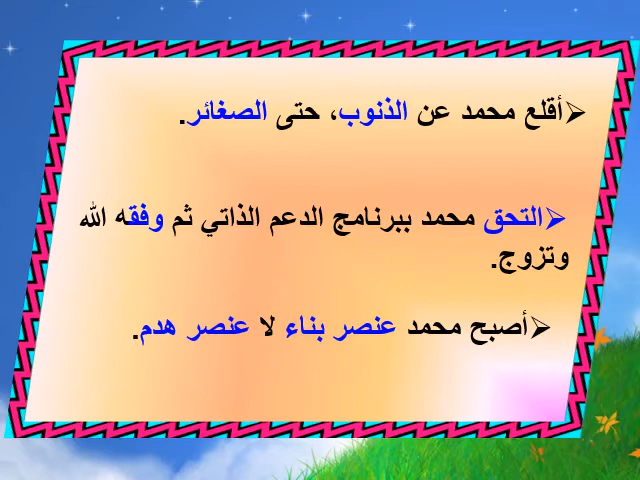 أقلع محمد عن الذنوب، حتى الصغائر.
التحق محمد ببرنامج الدعم الذاتي ثم وفقه الله
وتزوج.
أصبح محمد عنصر بناء لا عنصر هدم.